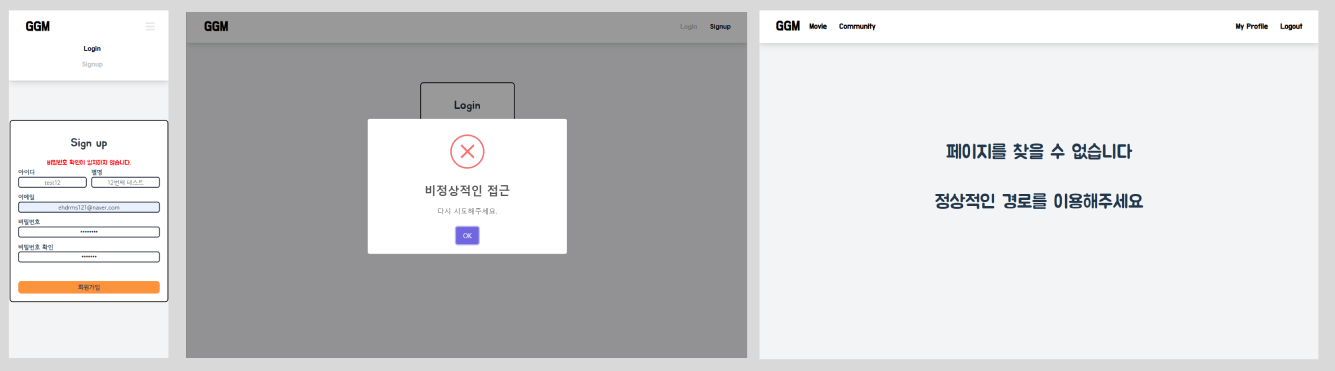 GGM
Login
Signup
Sign up
비밀번호 확인이 일치하지 않습니다.
아이디 별명
test12 12번째 테스트
이메일
ehdrms121@naver.com
비밀번호
••••••••
비밀번호 확인
•••••••
회원가입
GGM Login Signup
Login
비정상적인 접근
다시 시도해주세요.
OK
GGM Movie Community My Profile Logout
페이지를 찾을 수 없습니다
정상적인 경로를 이용해주세요